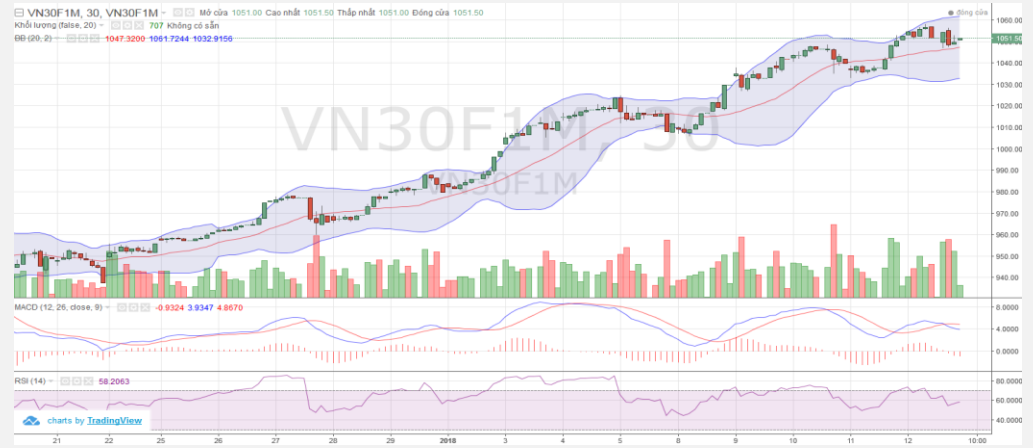 VN30F1M, 30, VN30F1M Mở cửa 1051.00 Cao nhất 1051.50 Thấp nhất 1051.00 Đóng cửa 1051.50
đóng cửa
Khối lượng (false, 20) 707 Không có sẵn
BB (20, 2) 1047.3200 1061.7244 1032.9156
1060.00
1051.50
1040.00
1030.00
1020.00
1010.00
1000.00
990.00
980.00
970.00
960.00
950.00
940.00
VN30F1M, 30
VN30F1M
MACD (12, 26, close, 9) -0.9324 3.9347 4.8670
8.0000
4.0000
0.0000
RSI (14) 58.2063
80.0000
60.0000
40.0000
charts by TradingView
21 22 25 26 27 28 29 2018 3 4 5 8 9 10 11 12 10:00